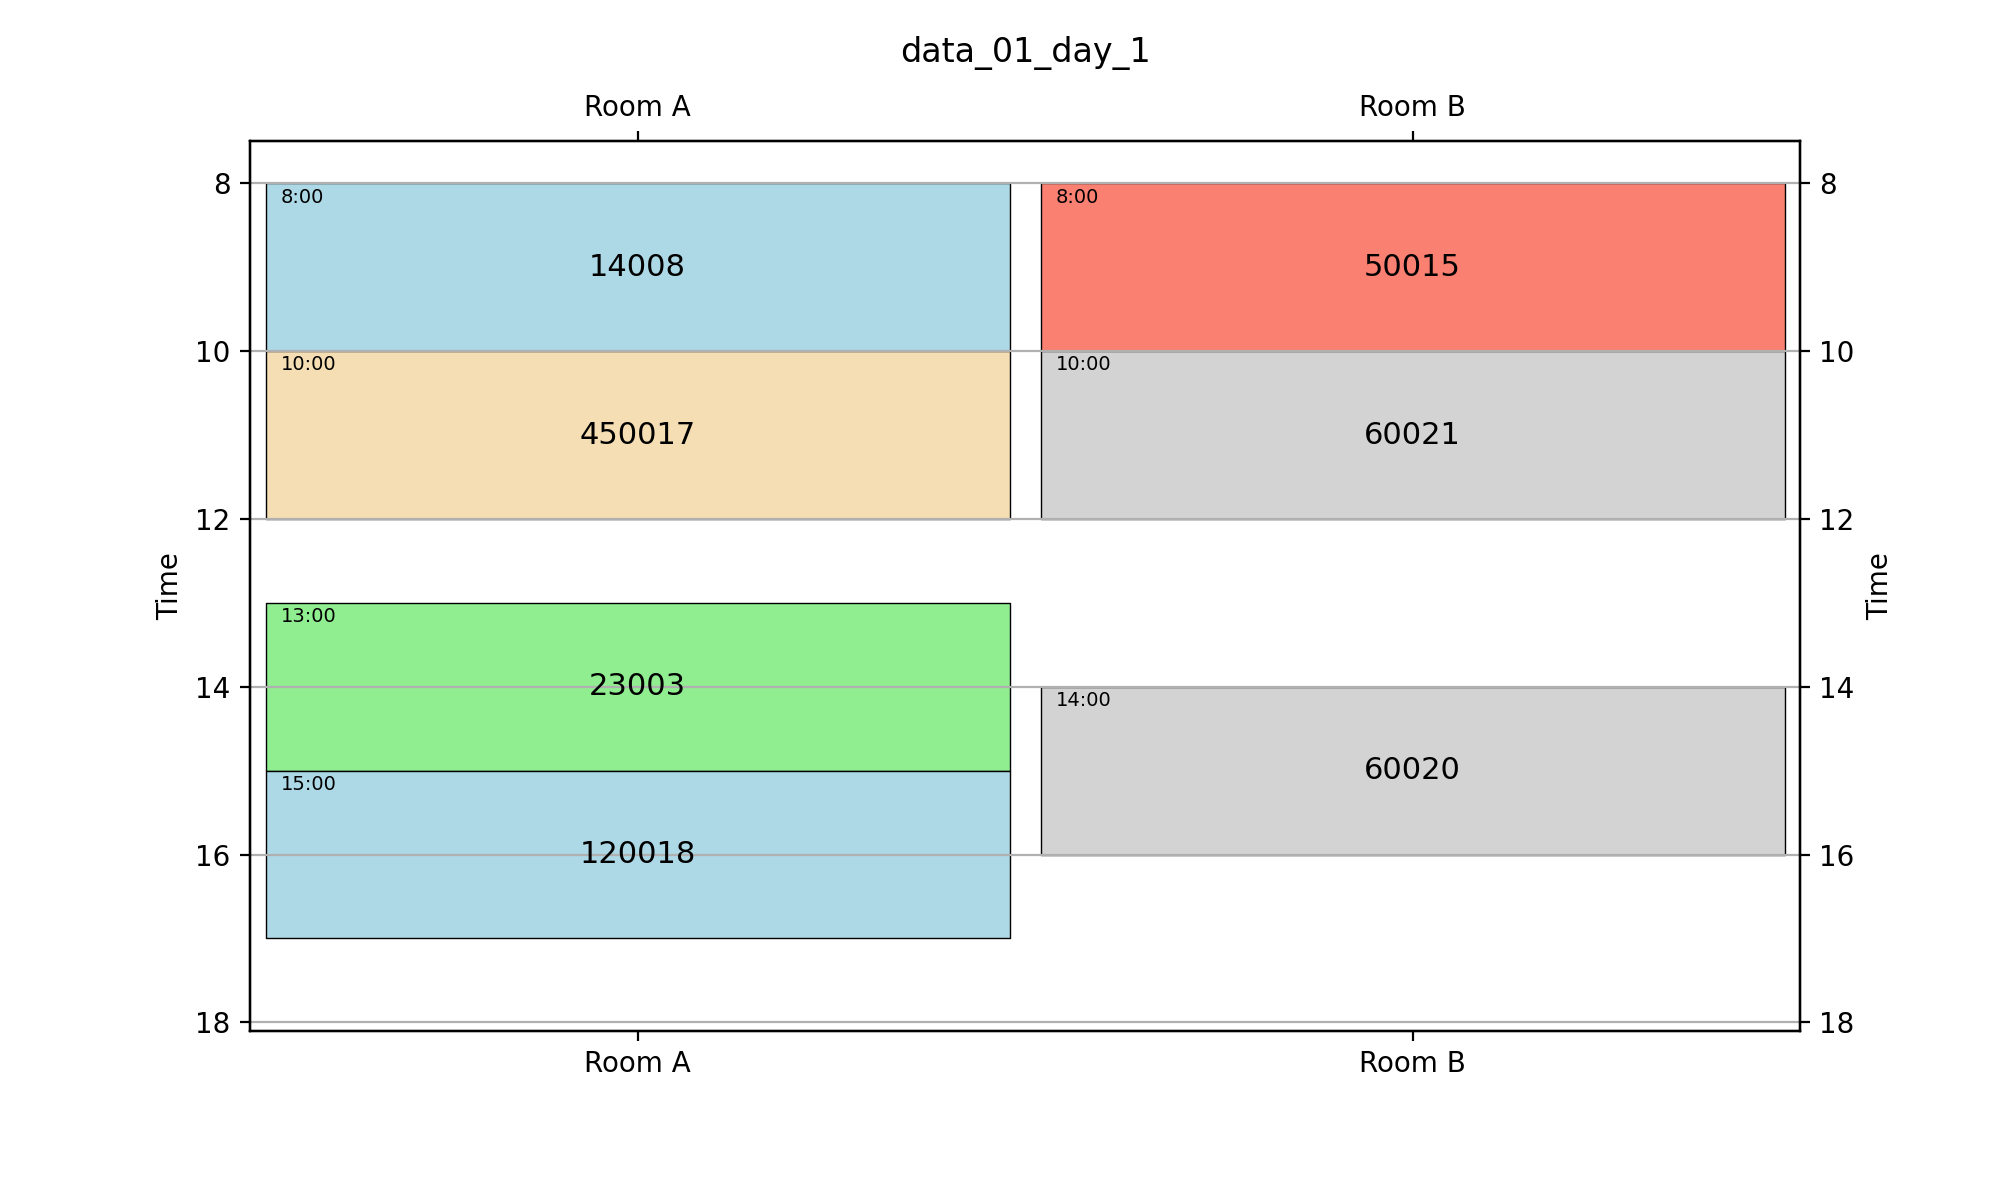 data_01_day_1
Room A Room B
8 8:00 8:00 8
14008 50015
10 10:00 10:00 10
450017 60021
12 12
Time Time
13:00
14 23003 14:00 14
15:00 60020
16 120018 16
18 18
Room A Room B